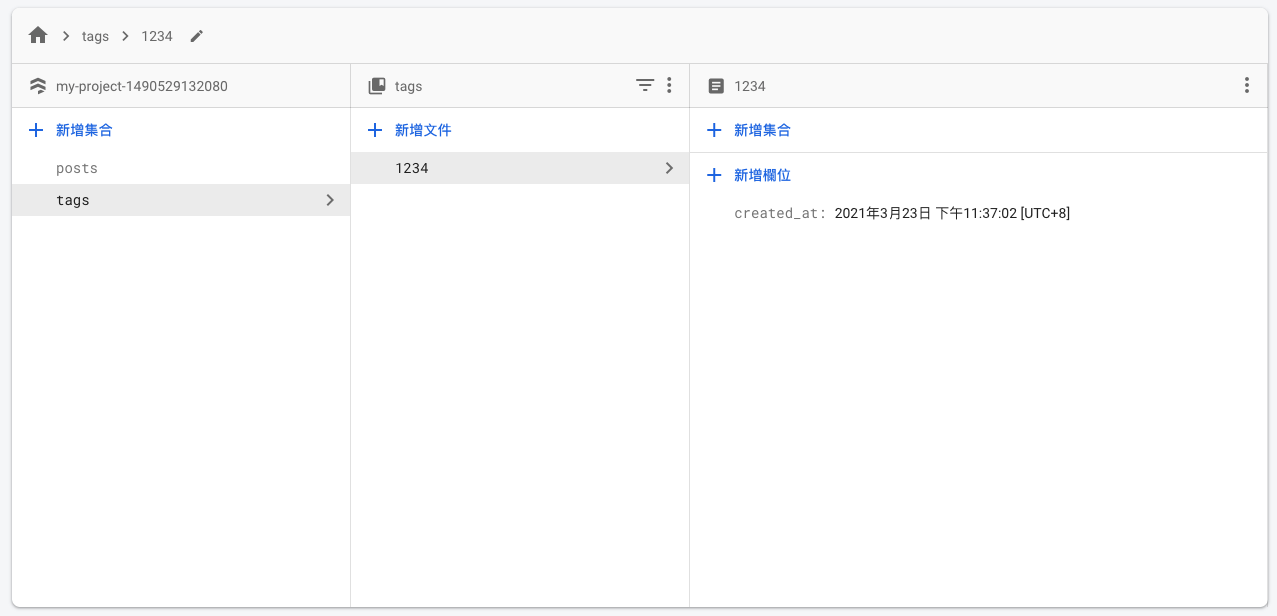 tags 1234
my-project-1490529132080
tags
1234
新增集合
新增文件
新增集合
posts
1234
新增欄位
tags
created_at: 2021年3月23日 下午11:37:02 [UTC+8]